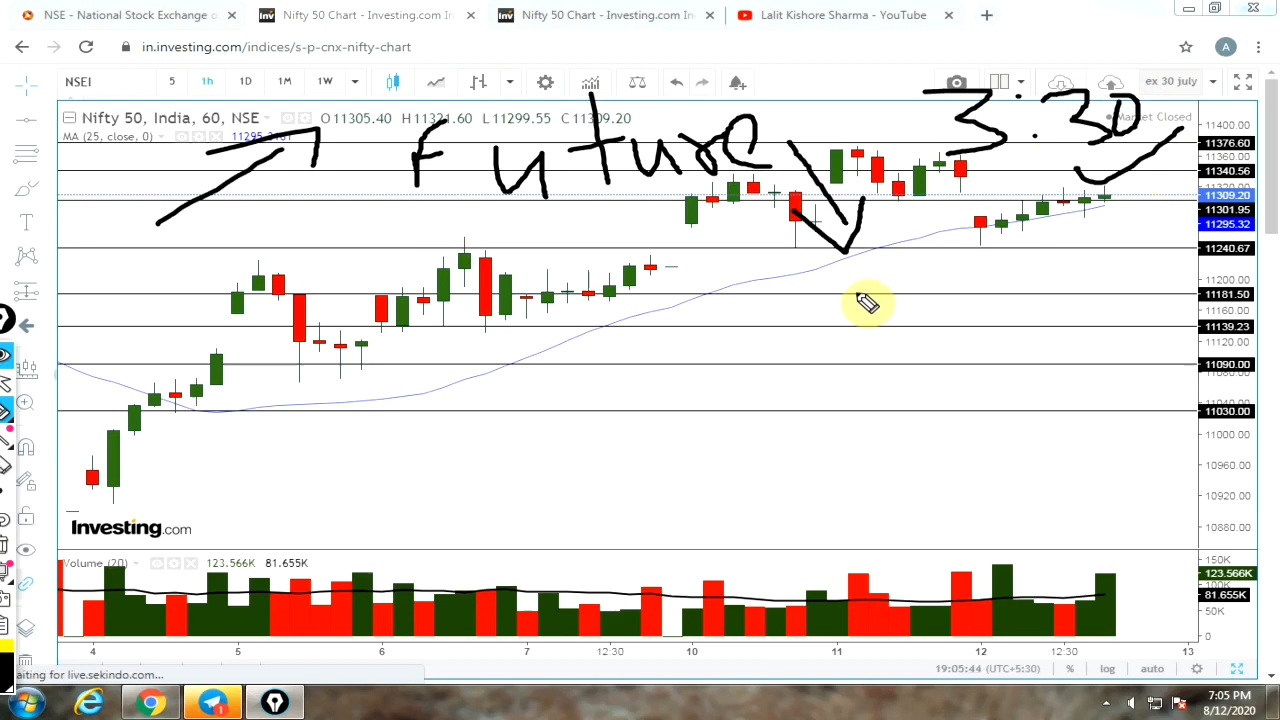 NSE - National Stock Exchange o
Nifty 50 Chart - Investing.com In
Nifty 50 Chart - Investing.com In
Lalit Kishore Sharma - YouTube
in.investing.com/indices/s-p-cnx-nifty-chart
A
NSEI 5 1h 1D 1M 1W ex 30 july
Nifty 50, India, 60, NSE O 11305.40 H 11321.60 L 11299.55 C 11309.20
Market Closed
MA (25, close, 0)
Future 3:30
11400.00
11376.60
11360.00
11340.56
11320.00
11309.20
11301.95
11295.32
11240.67
11200.00
11181.50
11160.00
11139.23
11120.00
11090.00
11030.00
11000.00
10960.00
10920.00
10880.00
Investing.com
Volume (20) 123.566K 81.655K
150K
123.566K
100K
81.655K
50K
0
4 5 6 7 12:30 10 11 12 12:30 13
19:05:44 (UTC+5:30) % log auto
aiting for live.sekindo.com...
7:05 PM
8/12/2020